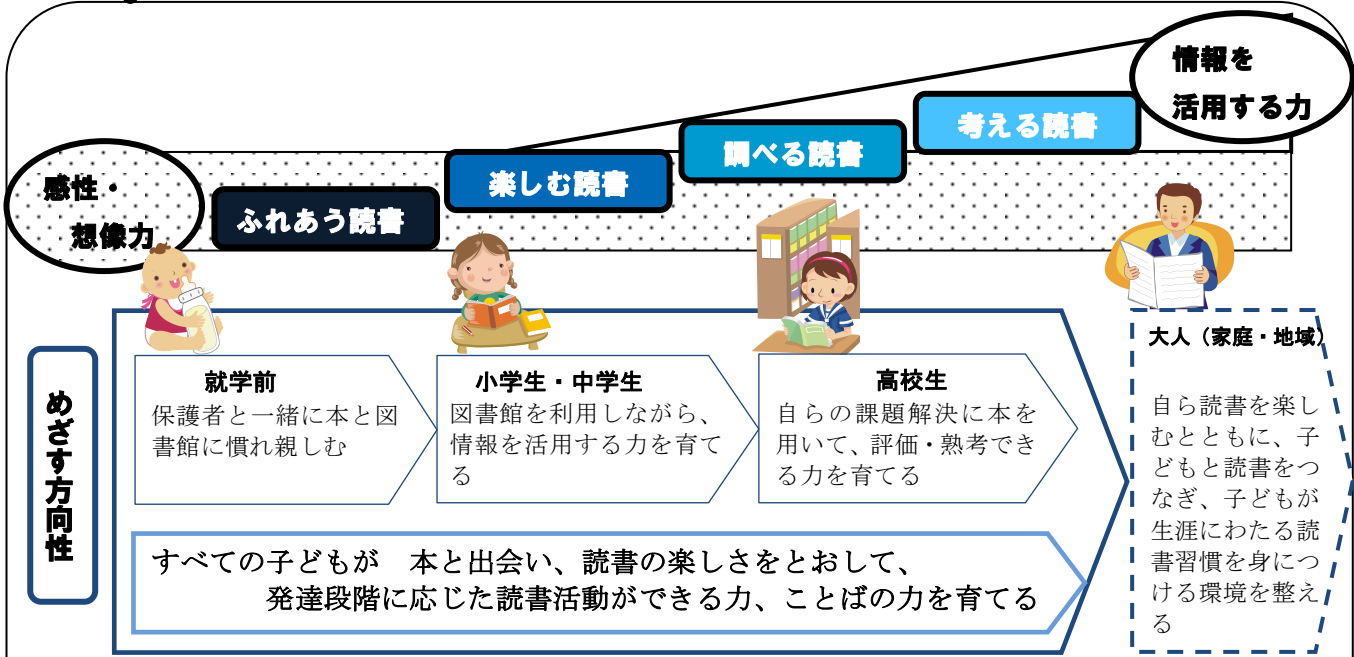 情報を
活用する力
考える読書
調べる読書
楽しむ読書
ふれあう読書
感性・
想像力
めざす方向性
就学前
保護者と一緒に本と図
書館に慣れ親しむ
小学生・中学生
図書館を利用しながら、
情報を活用する力を育て
る
高校生
自らの課題解決に本を
用いて、評価・熟考でき
る力を育てる
すべての子どもが　本と出会い、読書の楽しさをとおして、
発達段階に応じた読書活動ができる力、ことばの力を育てる
大人（家庭・地域）
自ら読書を楽し
むとともに、子
どもと読書をつ
なぎ、子どもが
生涯にわたる読
書習慣を身につ
ける環境を整え
る